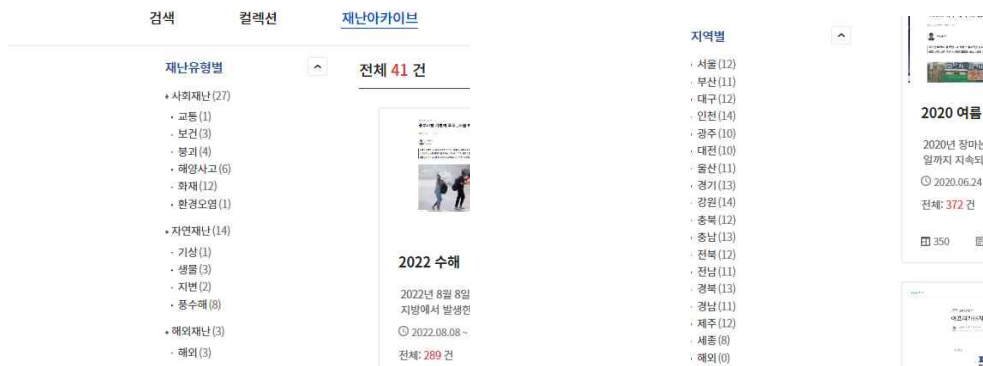 검색
컬렉션
재난아카이브
재난유형별
사회재난(27)
교통(1)
보건(3)
붕괴(4)
해양사고(6)
화재(12)
환경오염(1)
자연재난(14)
기상(1)
생물(3)
지변(2)
풍수해(8)
해외재난(3)
해외(3)
전체 41 건
2022 수해
2022년 8월 8일
지방에서 발생한
2022.08.08 ~
전체: 289 건
지역별
서울(12)
부산(11)
대구(12)
인천(14)
광주(10)
대전(10)
울산(11)
경기(13)
강원(14)
충북(12)
충남(13)
전북(12)
전남(11)
경북(13)
경남(11)
제주(12)
세종(8)
해외(0)
2020 여름
2020년 장마는
일까지 지속되
2020.06.24
전체: 372 건
350